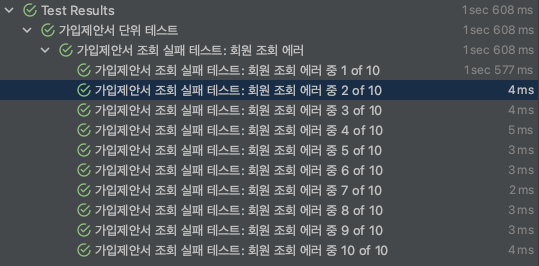 Test Results 1 sec 608 ms
가입제안서 단위 테스트 1 sec 608 ms
가입제안서 조회 실패 테스트: 회원 조회 에러 1 sec 608 ms
가입제안서 조회 실패 테스트: 회원 조회 에러 중 1 of 10 1 sec 577 ms
가입제안서 조회 실패 테스트: 회원 조회 에러 중 2 of 10 4 ms
가입제안서 조회 실패 테스트: 회원 조회 에러 중 3 of 10 4 ms
가입제안서 조회 실패 테스트: 회원 조회 에러 중 4 of 10 5 ms
가입제안서 조회 실패 테스트: 회원 조회 에러 중 5 of 10 3 ms
가입제안서 조회 실패 테스트: 회원 조회 에러 중 6 of 10 3 ms
가입제안서 조회 실패 테스트: 회원 조회 에러 중 7 of 10 2 ms
가입제안서 조회 실패 테스트: 회원 조회 에러 중 8 of 10 3 ms
가입제안서 조회 실패 테스트: 회원 조회 에러 중 9 of 10 3 ms
가입제안서 조회 실패 테스트: 회원 조회 에러 중 10 of 10 4 ms